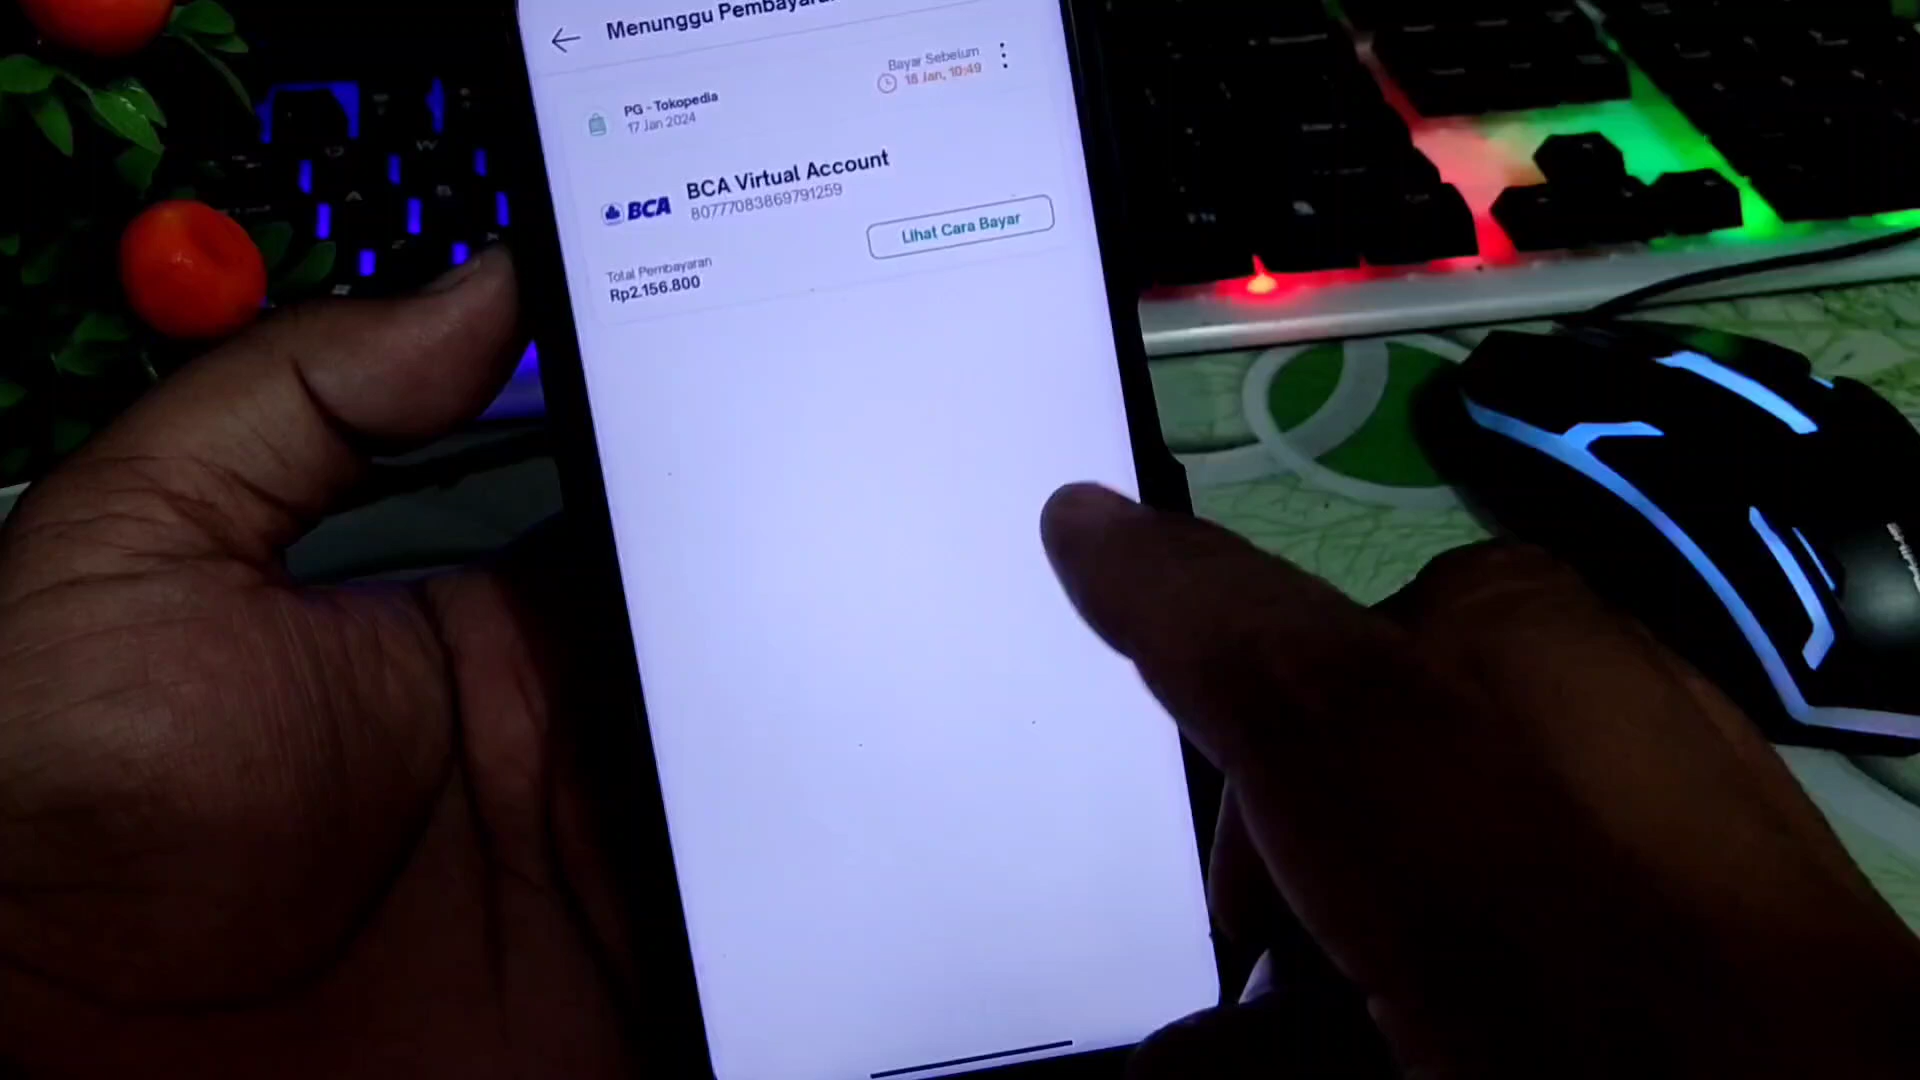 Menunggu Pembayaran
Bayar Sebelum
18 Jan, 10:49
PG - Tokopedia
17 Jan 2024
BCA
BCA Virtual Account
80777083869791259
Lihat Cara Bayar
Total Pembayaran
Rp2.156.800